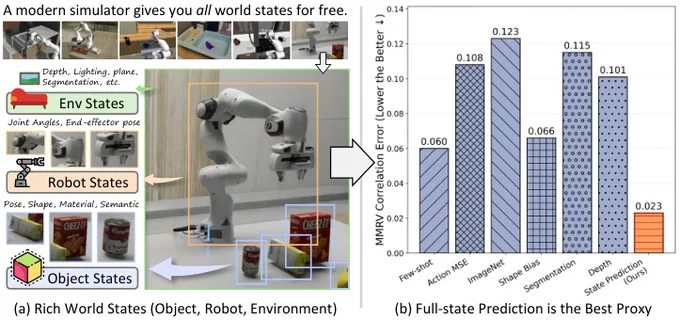 A modern simulator gives you all world states for free.
Depth, Lighting, plane,
Segmentation, etc.
Env States
Joint Angles, End-effector pose
Robot States
Pose, Shape, Material, Semantic
Object States
CHEEZ-IT
Campbell's
(a) Rich World States (Object, Robot, Environment)
MMRV Correlation Error (Lower the Better ↓)
0.14
0.12
0.10
0.08
0.06
0.04
0.02
0.00
0.060
0.108
0.123
0.066
0.115
0.101
0.023
Few-shot
Action MSE
ImageNet
Shape Bias
Segmentation
Depth
State Prediction
(Ours)
(b) Full-state Prediction is the Best Proxy